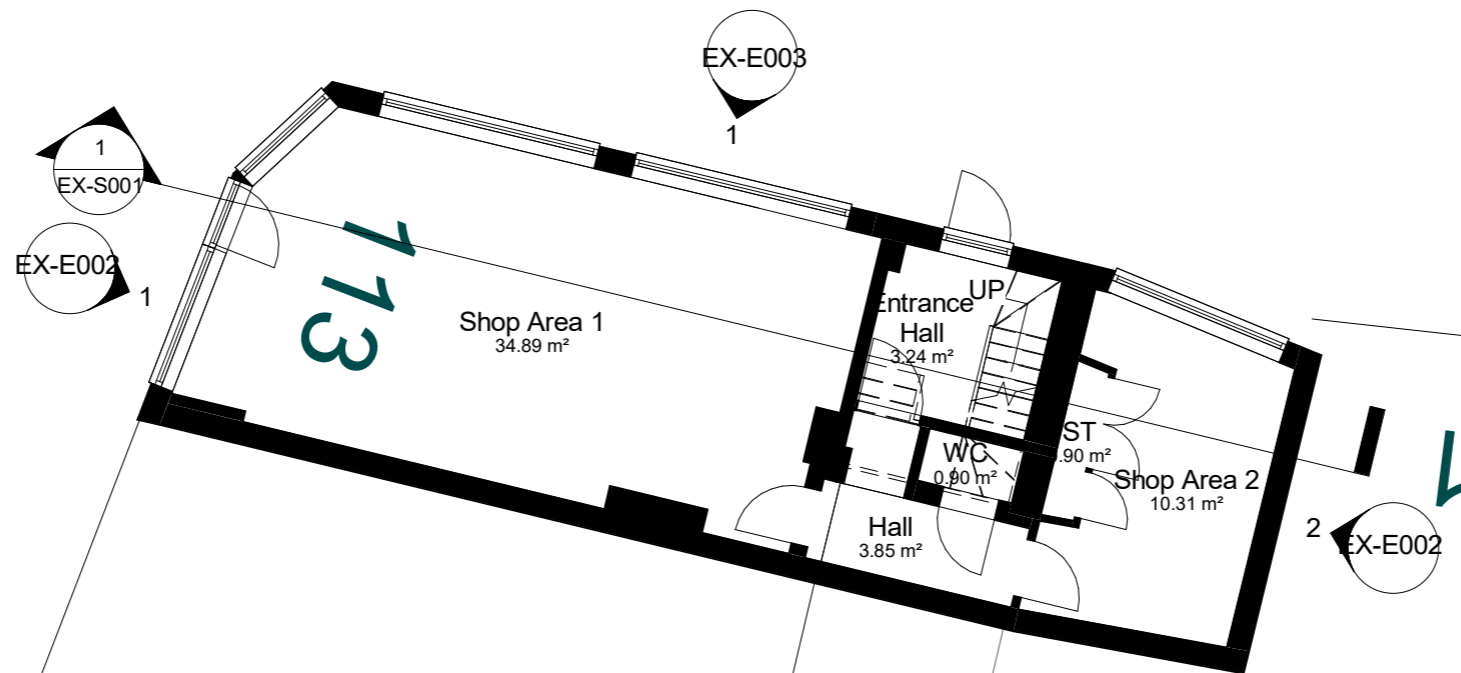 EX-E003
1
1
EX-S001
EX-E002
1
113
Shop Area 1
34.89 m²
UP
Entrance
Hall
3.24 m²
WC
0.90 m²
ST
.90 m²
Shop Area 2
10.31 m²
Hall
3.85 m²
2
EX-E002